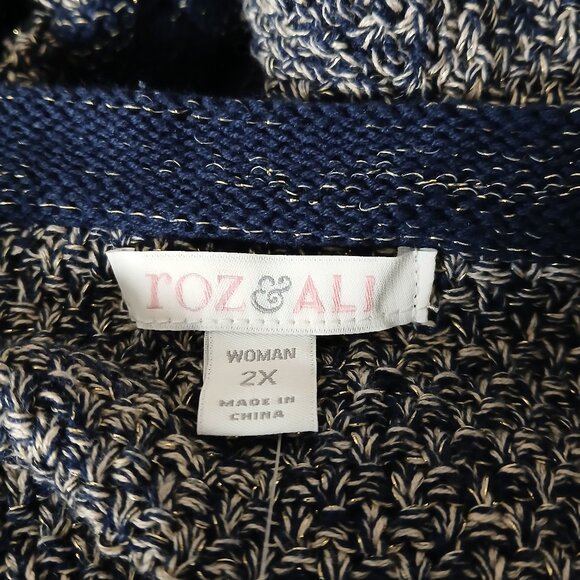 roz & ALI
WOMAN
2X
MADE IN
CHINA